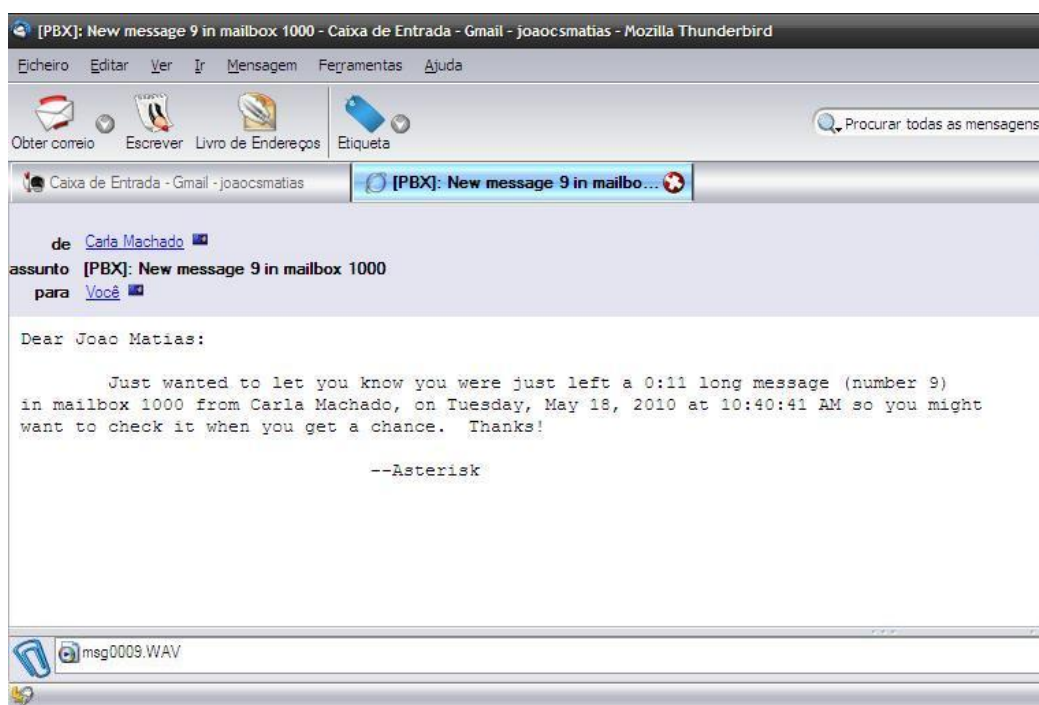 [PBX]: New message 9 in mailbox 1000 - Caixa de Entrada - Gmail - joaocsmatias - Mozilla Thunderbird
Ficheiro Editar Ver Ir Mensagem Ferramentas Ajuda
Obter correio Escrever Livro de Endereços Etiqueta Procurar todas as mensagens
Caixa de Entrada - Gmail - joaocsmatias [PBX]: New message 9 in mailbo...
de Carla Machado
assunto [PBX]: New message 9 in mailbox 1000
para Você
Dear Joao Matias:
Just wanted to let you know you were just left a 0:11 long message (number 9)
in mailbox 1000 from Carla Machado, on Tuesday, May 18, 2010 at 10:40:41 AM so you might
want to check it when you get a chance. Thanks!
--Asterisk
msg0009.WAV